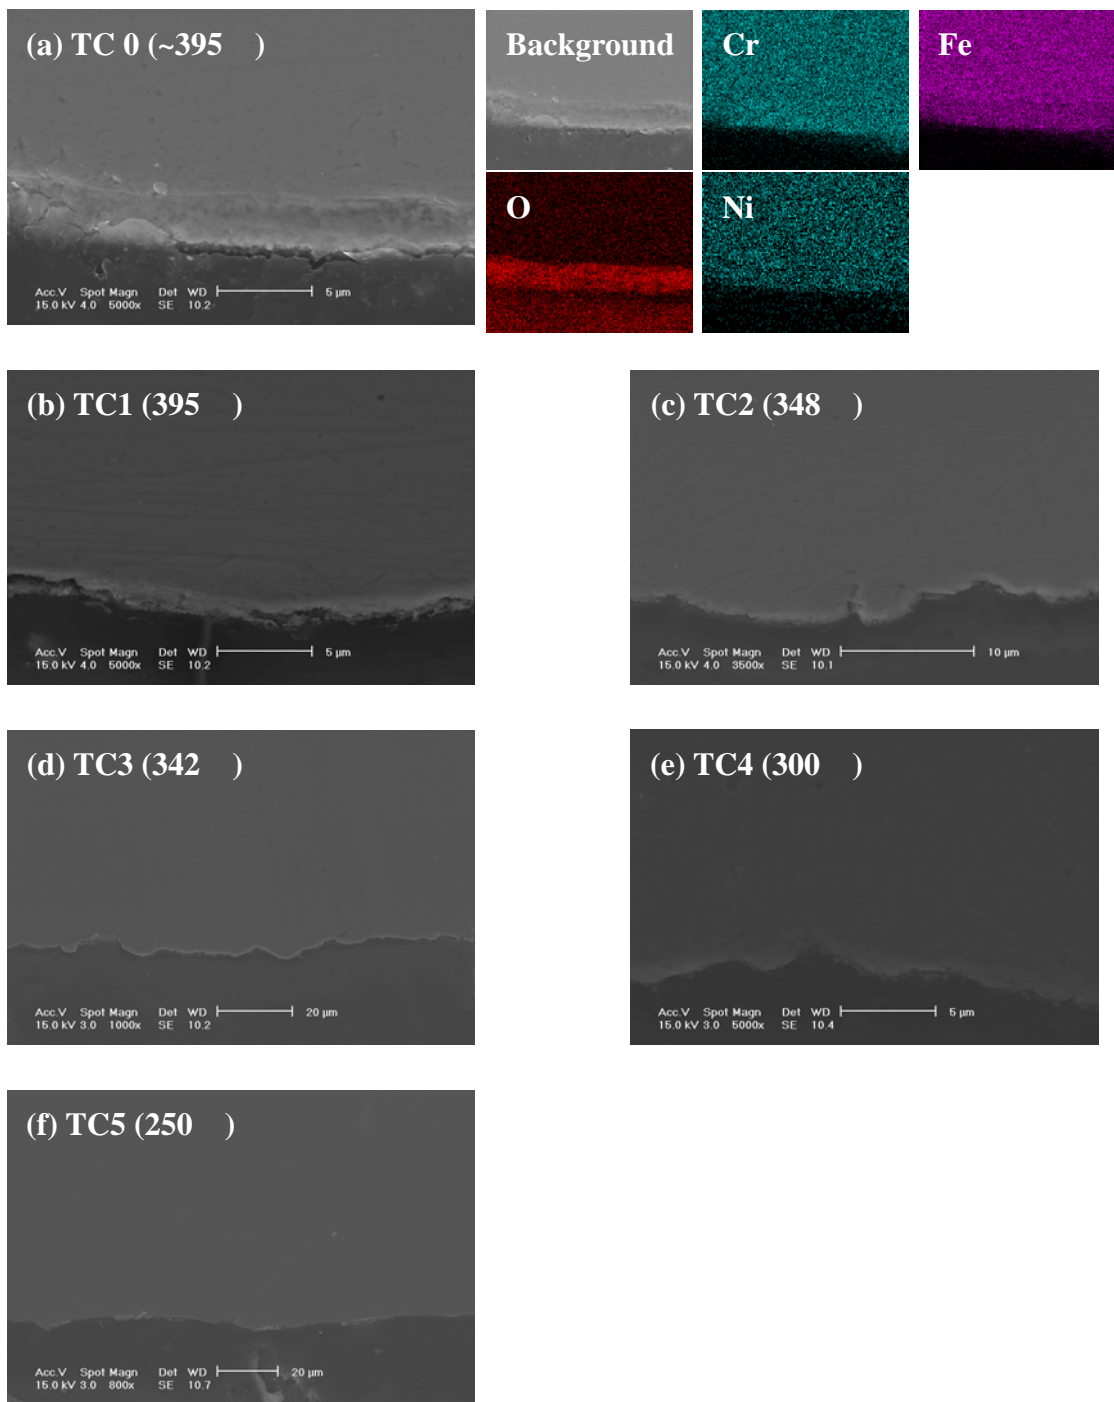 (a) TC 0 (~395 )
Background
Cr
Fe
O
Ni
Acc.V Spot Magn Det WD 5 µm
15.0 kV 4.0 5000x SE 10.2
(b) TC1 (395 )
Acc.V Spot Magn Det WD 5 µm
15.0 kV 4.0 5000x SE 10.2
(c) TC2 (348 )
Acc.V Spot Magn Det WD 10 µm
15.0 kV 4.0 3500x SE 10.1
(d) TC3 (342 )
Acc.V Spot Magn Det WD 20 µm
15.0 kV 3.0 1000x SE 10.2
(e) TC4 (300 )
Acc.V Spot Magn Det WD 5 µm
15.0 kV 3.0 5000x SE 10.4
(f) TC5 (250 )
Acc.V Spot Magn Det WD 20 µm
15.0 kV 3.0 800x SE 10.7